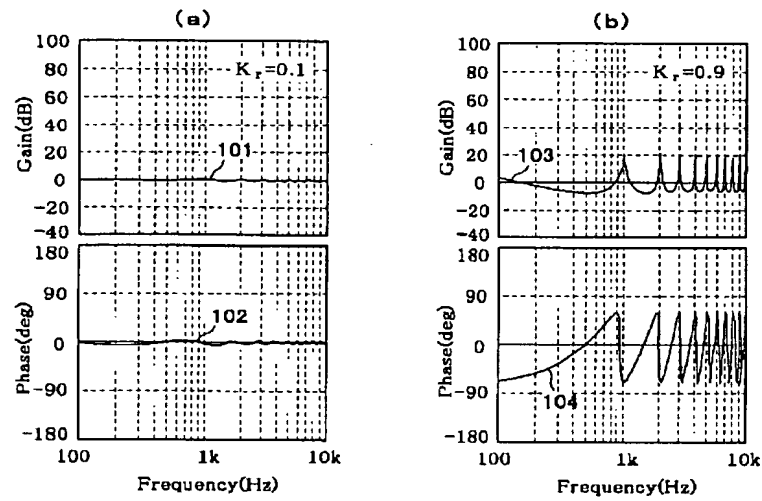 (a)
100
80
60
40
20
0
-20
-40
Gain(dB)
K_r=0.1
101
180
90
0
-90
-180
Phase(deg)
102
100
1k
10k
Frequency(Hz)
(b)
100
80
60
40
20
0
-20
-40
Gain(dB)
K_r=0.9
103
180
90
0
-90
-180
Phase(deg)
104
100
1k
10k
Frequency(Hz)